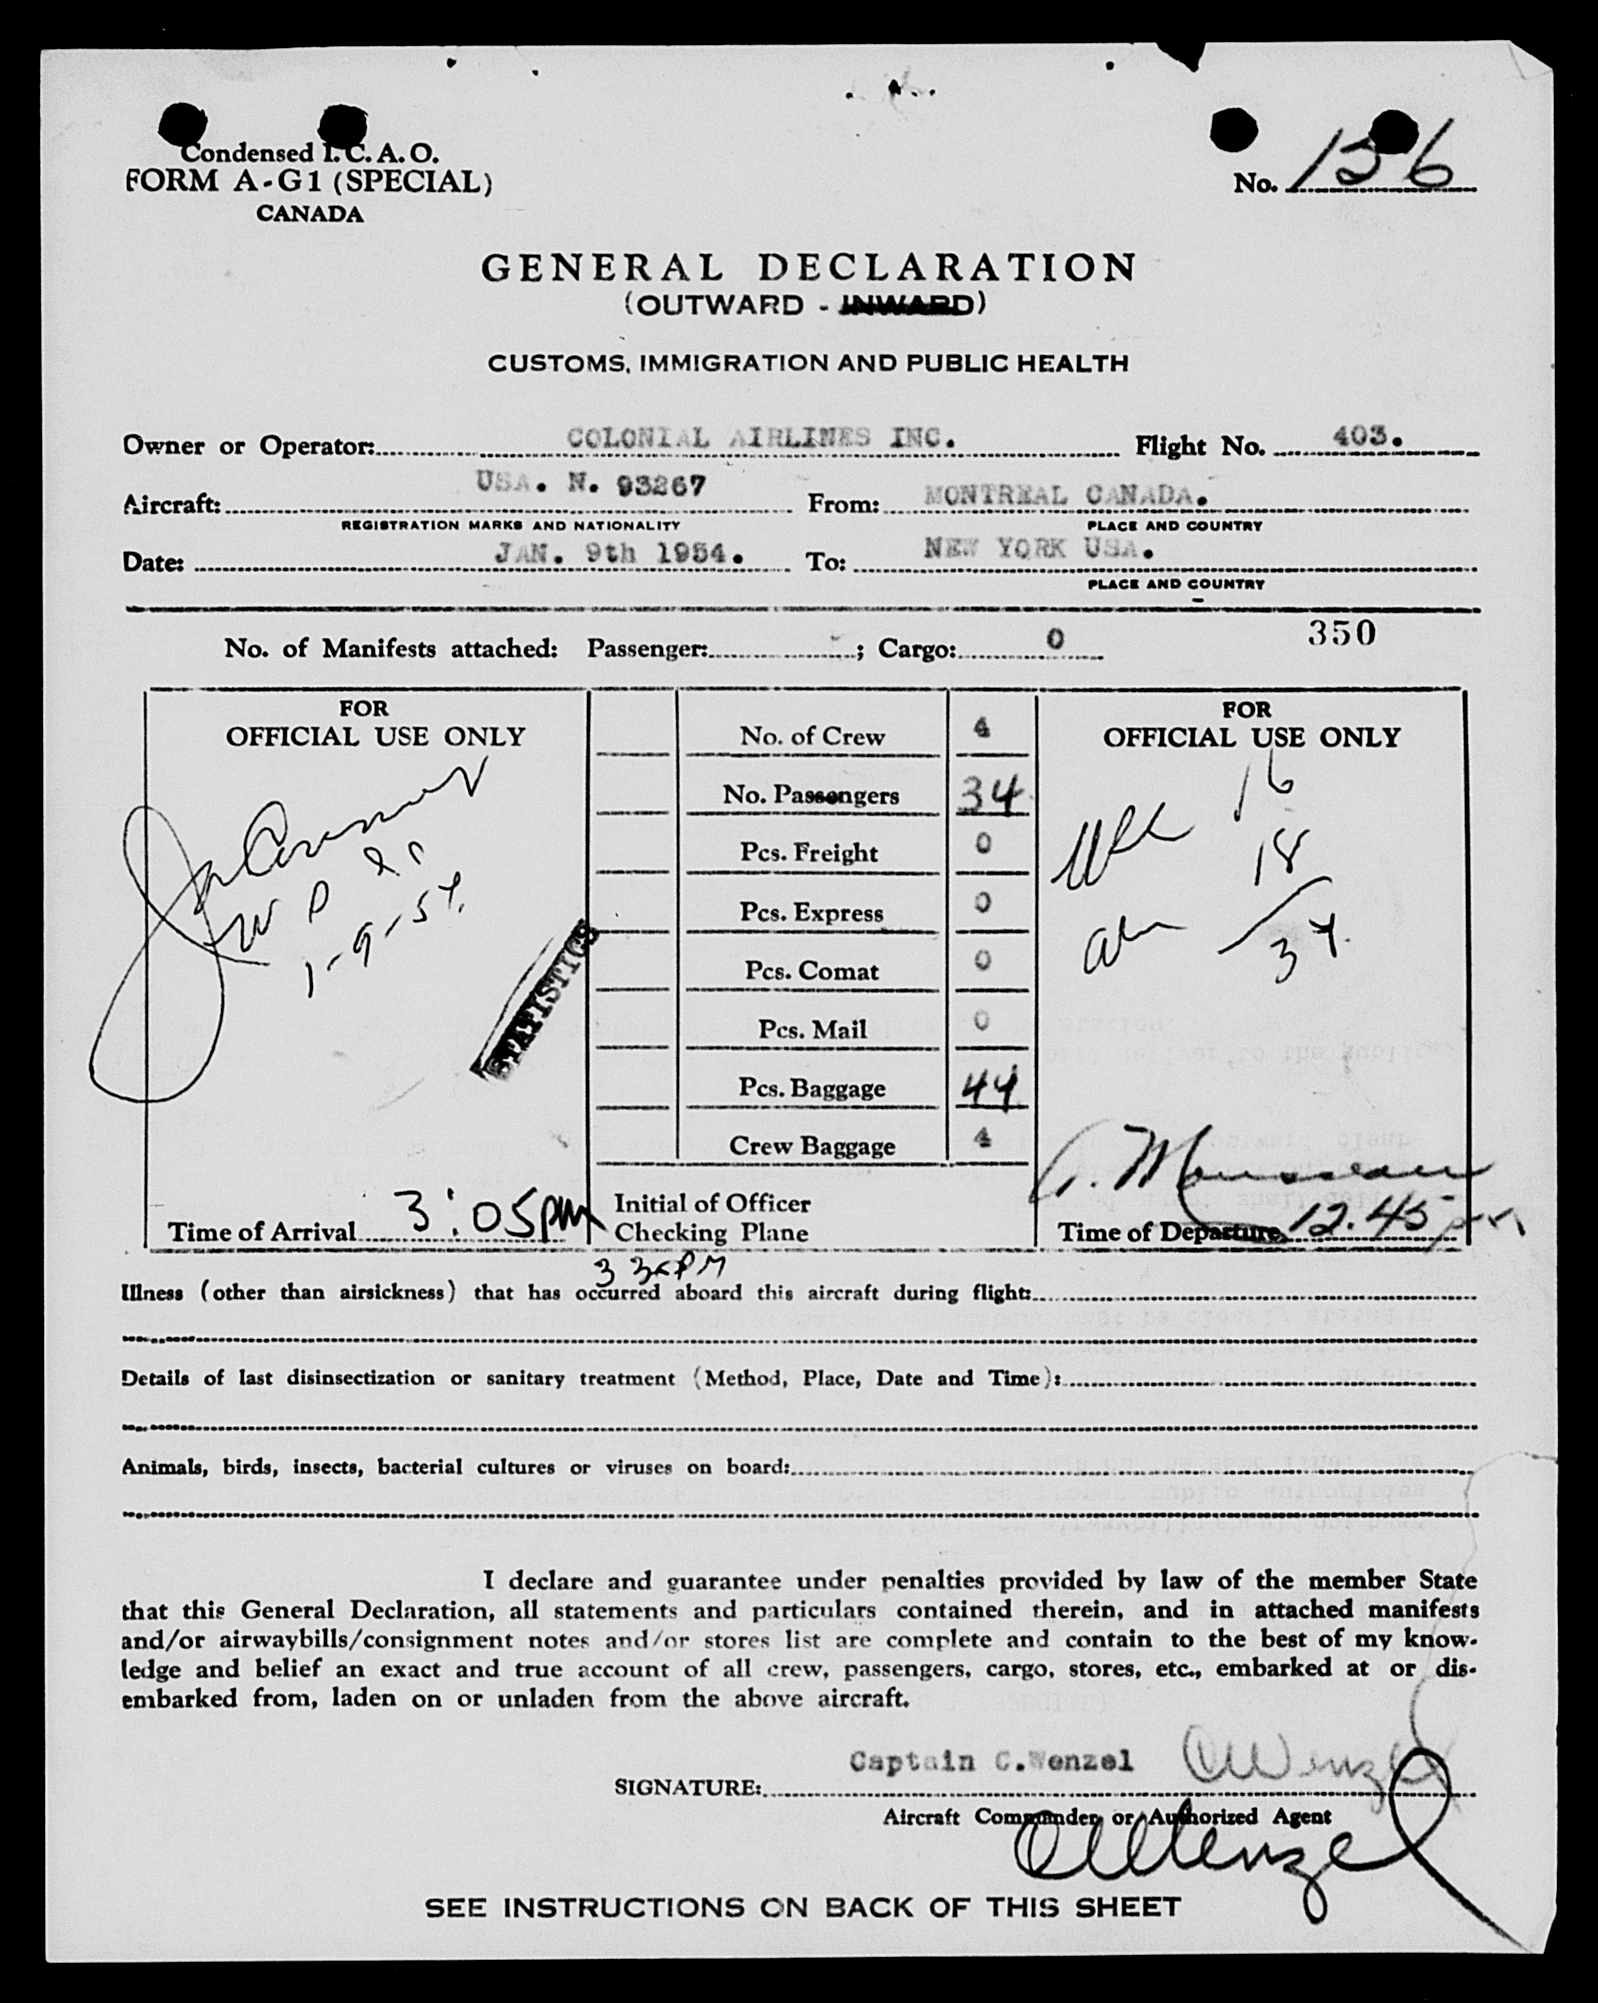 Condensed I.C.A.O.
FORM A-G1 (SPECIAL)
CANADA
No. 156
GENERAL DECLARATION
(OUTWARD - INWARD)
CUSTOMS, IMMIGRATION AND PUBLIC HEALTH
Owner or Operator: COLONIAL AIRLINES INC. Flight No. 403.
Aircraft: USA. N. 93267 From: MONTREAL CANADA.
REGISTRATION MARKS AND NATIONALITY PLACE AND COUNTRY
Date: JAN. 9th 1954. To: NEW YORK USA.
PLACE AND COUNTRY
350
No. of Manifests attached: Passenger: - ; Cargo: 0
FOR
OFFICIAL USE ONLY
1-9-54
STATISTICS
Time of Arrival 3:05 pm
No. of Crew 4
No. Passengers 34
Pcs. Freight 0
Pcs. Express 0
Pcs. Comat 0
Pcs. Mail 0
Pcs. Baggage 44
Crew Baggage 4
Initial of Officer
Checking Plane
FOR
OFFICIAL USE ONLY
16
18
34
Time of Departure 12.45 pm
Illness (other than airsickness) that has occurred aboard this aircraft during flight:
Details of last disinsectization or sanitary treatment (Method, Place, Date and Time):
Animals, birds, insects, bacterial cultures or viruses on board:
I declare and guarantee under penalties provided by law of the member State
that this General Declaration, all statements and particulars contained therein, and in attached manifests
and/or airwaybills/consignment notes and/or stores list are complete and contain to the best of my know-
ledge and belief an exact and true account of all crew, passengers, cargo, stores, etc., embarked at or dis-
embarked from, laden on or unladen from the above aircraft.
Captain C.Wenzel CWenzel
SIGNATURE:
Aircraft Commander or Authorized Agent
CWenzel
SEE INSTRUCTIONS ON BACK OF THIS SHEET